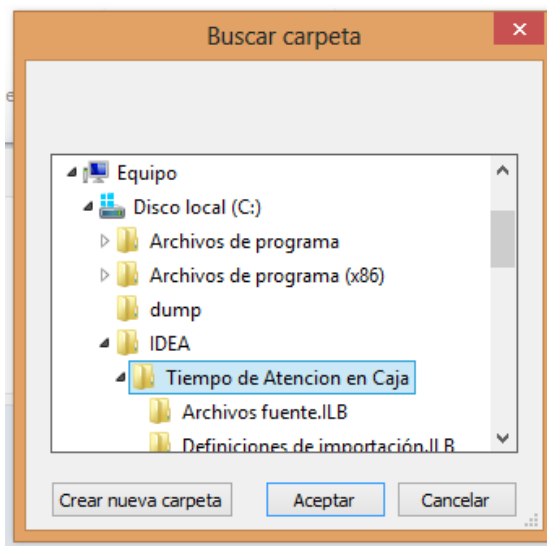 Buscar carpeta
Equipo
Disco local (C:)
Archivos de programa
Archivos de programa (x86)
dump
IDEA
Tiempo de Atencion en Caja
Archivos fuente.ILB
Definiciones de importación.ILB
Crear nueva carpeta Aceptar Cancelar